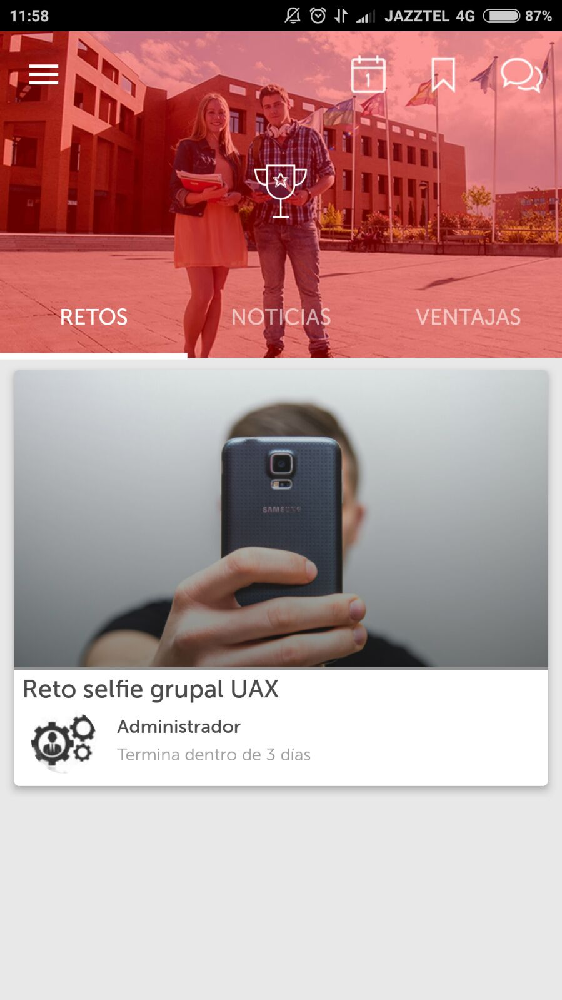 11:58 JAZZTEL 4G 87%
1
RETOS NOTICIAS VENTAJAS
SAMSUNG
Reto selfie grupal UAX
Administrador
Termina dentro de 3 días